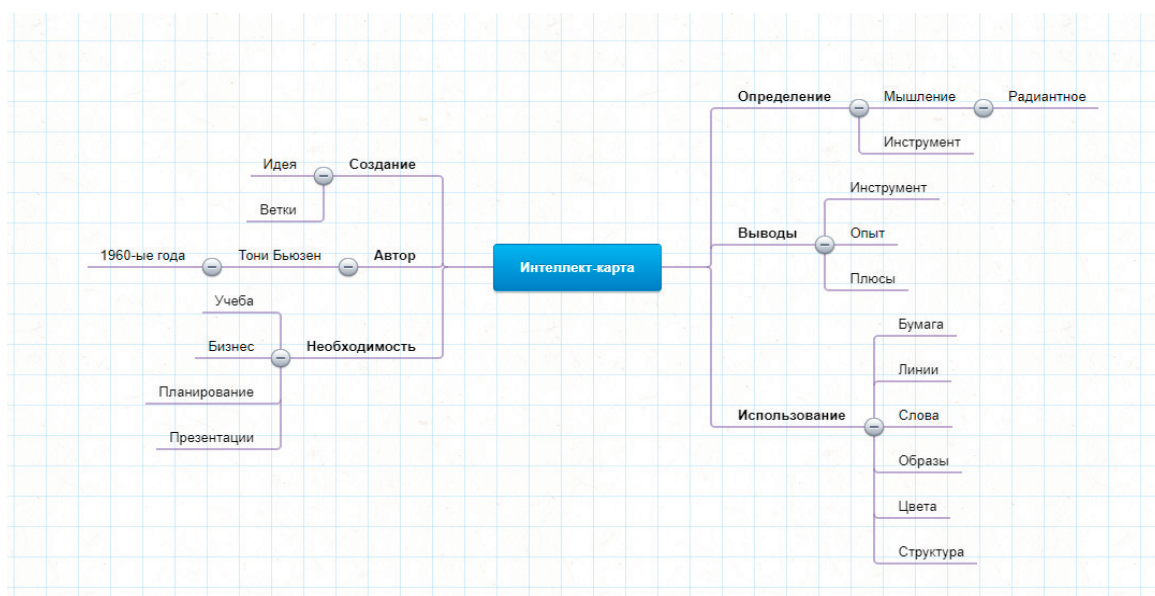 Интеллект-карта
Определение
Мышление
Радиантное
Инструмент
Выводы
Инструмент
Опыт
Плюсы
Использование
Бумага
Линии
Слова
Образы
Цвета
Структура
Создание
Идея
Ветки
Автор
Тони Бьюзен
1960-ые года
Необходимость
Учеба
Бизнес
Планирование
Презентации